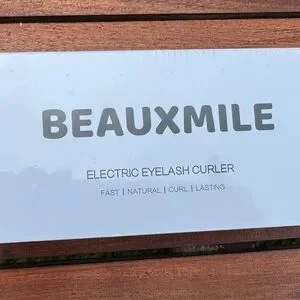 BEAUXMILE
ELECTRIC EYELASH CURLER
FAST | NATURAL | CURL | LASTING